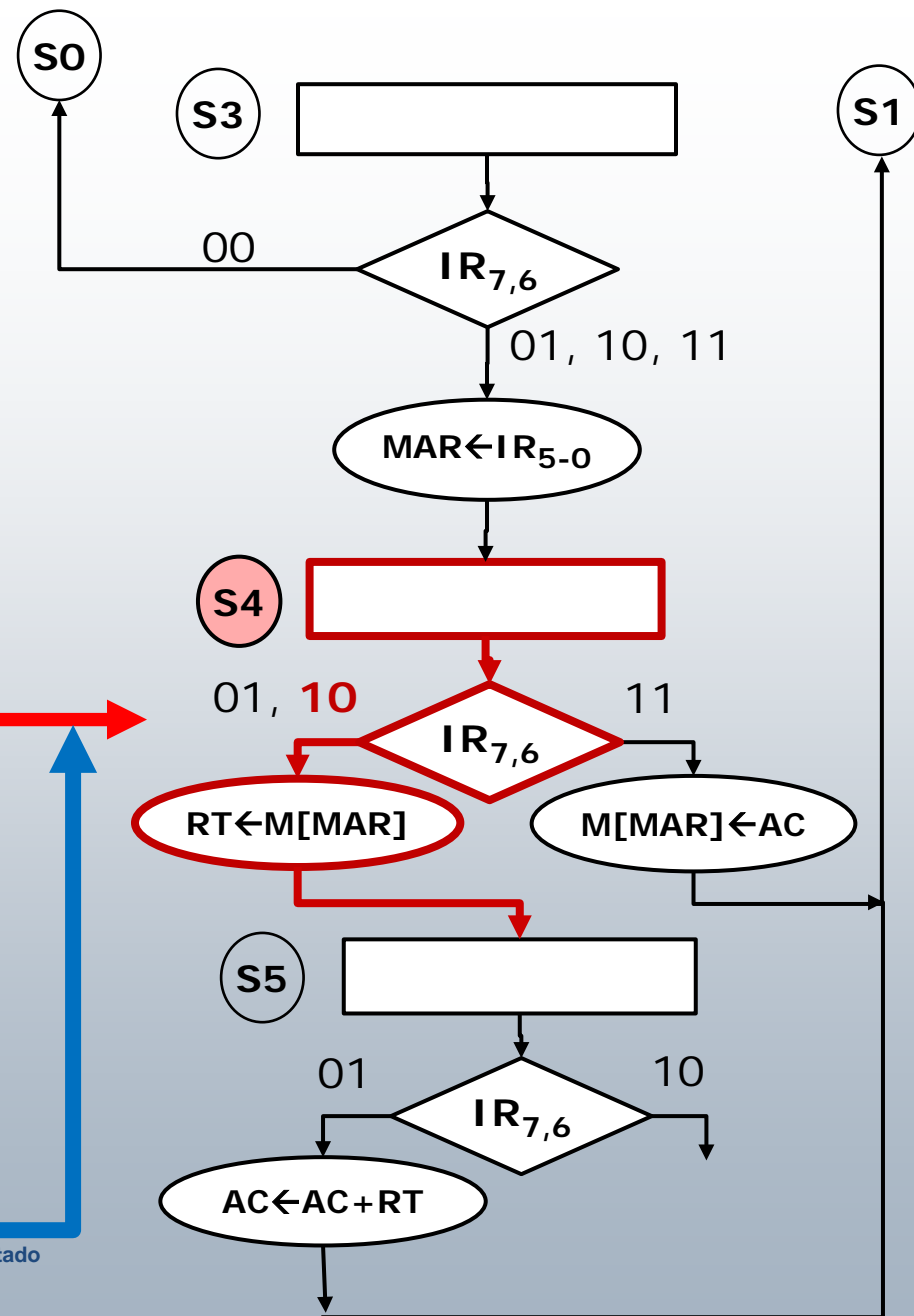 S0
S3
S1
00
IR7,6
01, 10, 11
MAR←IR5-0
S4
01, 10
11
IR7,6
RT←M[MAR]
M[MAR]←AC
S5
01
10
IR7,6
AC←AC+RT